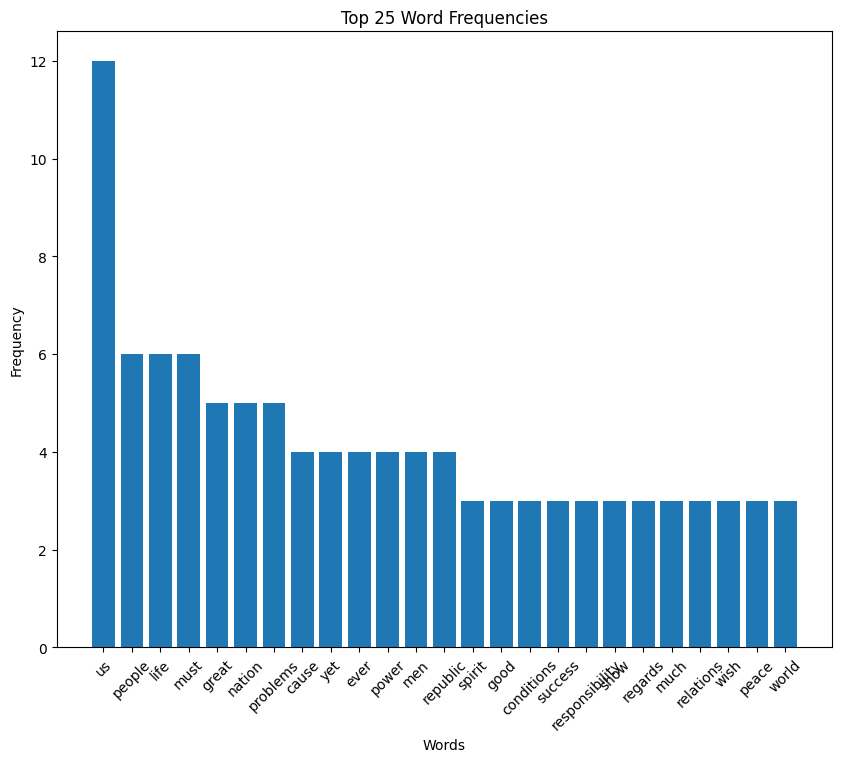 Top 25 Word Frequencies
12
10
8
6
4
2
0
Frequency
us
people
life
must
great
nation
problems
cause
yet
ever
power
men
republic
spirit
good
conditions
success
responsibility
show
regards
much
relations
wish
peace
world
Words